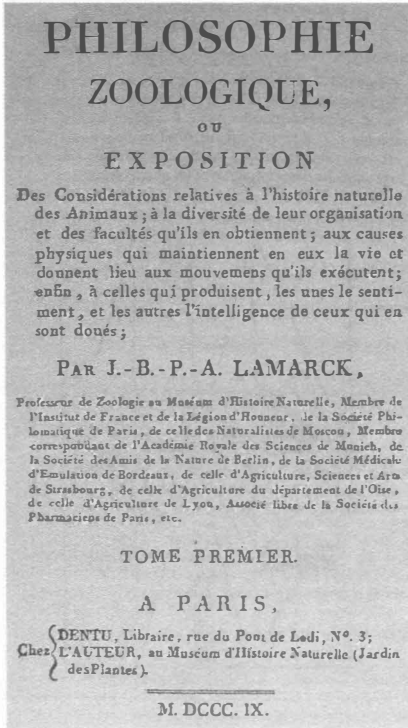 PHILOSOPHIE
ZOOLOGIQUE,
OU
EXPOSITION
Des Considérations relatives à l'histoire naturelle
des Animaux; à la diversité de leur organisation
et des facultés qu'ils en obtiennent; aux causes
physiques qui maintiennent en eux la vie et
donnent lieu aux mouvemens qu'ils exécutent;
enfin, à celles qui produisent, les unes le senti-
ment, et les autres l'intelligence de ceux qui en
sont doués;
PAR J.-B.-P.-A. LAMARCK,
Professeur de Zoologie au Muséum d'Histoire Naturelle, Membre de
l'Institut de France et de la Légion d'Honneur, de la Société Phi-
lomatique de Paris, de celle des Naturalistes de Moscou, Membre
correspondant de l'Académie Royale des Sciences de Munich, de
la Société des Amis de la Nature de Berlin, de la Société Médicale
d'Emulation de Bordeaux, de celle d'Agriculture, Sciences et Arts
de Strasbourg, de celle d'Agriculture du département de l'Oise,
de celle d'Agriculture de Lyon, Associé libre de la Société des
Pharmaciens de Paris, etc.
TOME PREMIER.
A PARIS,
Chez DENTU, Libraire, rue du Pont de Lodi, Nº. 3;
L'AUTEUR, au Muséum d'Histoire Naturelle (Jardin
des Plantes).
M. DCCC. IX.